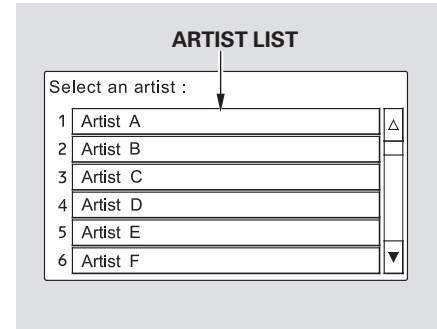 ARTIST LIST
Select an artist :
1 Artist A
2 Artist B
3 Artist C
4 Artist D
5 Artist E
6 Artist F